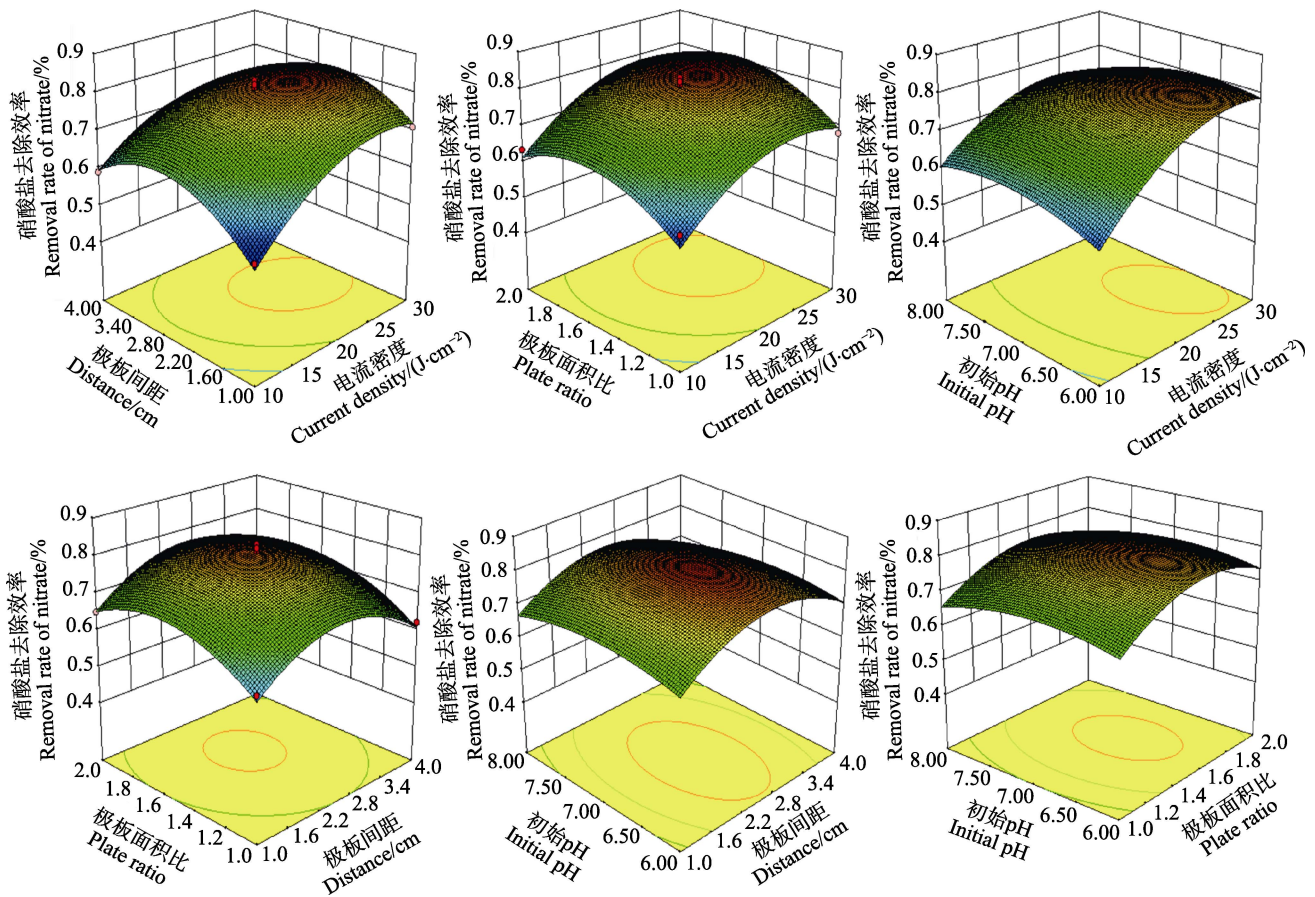 0.9
0.8
0.7
0.6
0.5
0.4
硝酸盐去除效率
Removal rate of nitrate/%
4.00
3.40
2.80
2.20
1.60
1.00
极板间距
Distance/cm
10
15
20
25
30
电流密度
Current density/(J·cm⁻²)
0.9
0.8
0.7
0.6
0.5
0.4
硝酸盐去除效率
Removal rate of nitrate/%
2.0
1.8
1.6
1.4
1.2
1.0
极板面积比
Plate ratio
10
15
20
25
30
电流密度
Current density/(J·cm⁻²)
0.9
0.8
0.7
0.6
0.5
0.4
硝酸盐去除效率
Removal rate of nitrate/%
8.00
7.50
7.00
6.50
6.00
初始pH
Initial pH
10
15
20
25
30
电流密度
Current density/(J·cm⁻²)
0.9
0.8
0.7
0.6
0.5
0.4
硝酸盐去除效率
Removal rate of nitrate/%
2.0
1.8
1.6
1.4
1.2
1.0
极板面积比
Plate ratio
1.0
1.6
2.2
2.8
3.4
4.0
极板间距
Distance/cm
0.9
0.8
0.7
0.6
0.5
0.4
硝酸盐去除效率
Removal rate of nitrate/%
8.00
7.50
7.00
6.50
6.00
初始pH
Initial pH
1.0
1.6
2.2
2.8
3.4
4.0
极板间距
Distance/cm
0.9
0.8
0.7
0.6
0.5
0.4
硝酸盐去除效率
Removal rate of nitrate/%
8.00
7.50
7.00
6.50
6.00
初始pH
Initial pH
1.0
1.2
1.4
1.6
1.8
2.0
极板面积比
Plate ratio